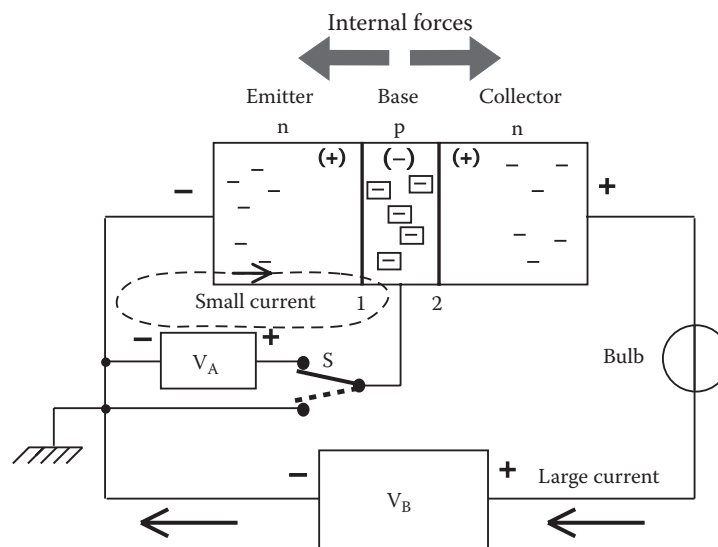 Internal forces
Emitter Base Collector
n p n
(+) (−) (+)
− +
Small current 1 2
− +
V_A S Bulb
− + Large current
V_B